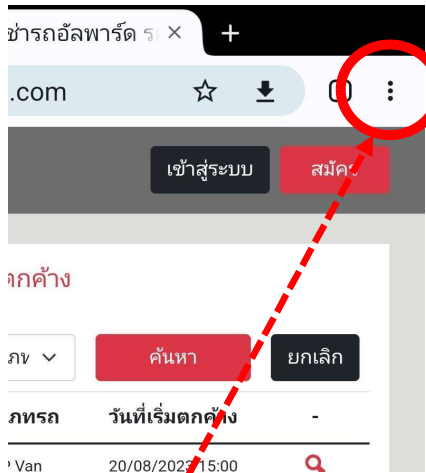 ช่ารถอัลพาร์ด ร
.com
เข้าสู่ระบบ สมัคร
ตกค้าง
ค้นหา ยกเลิก
ภทรถ วันที่เริ่มตกค้าง -
Van 20/08/2023 15:00